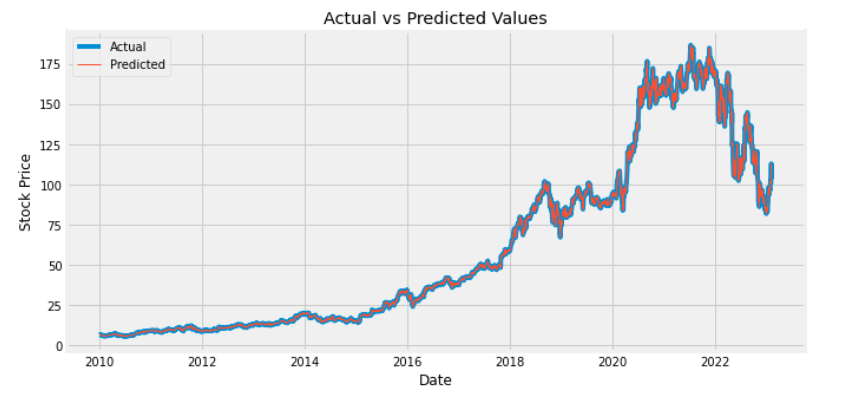 Actual vs Predicted Values
Actual
Predicted
175
150
125
100
75
50
25
0
Stock Price
2010 2012 2014 2016 2018 2020 2022
Date